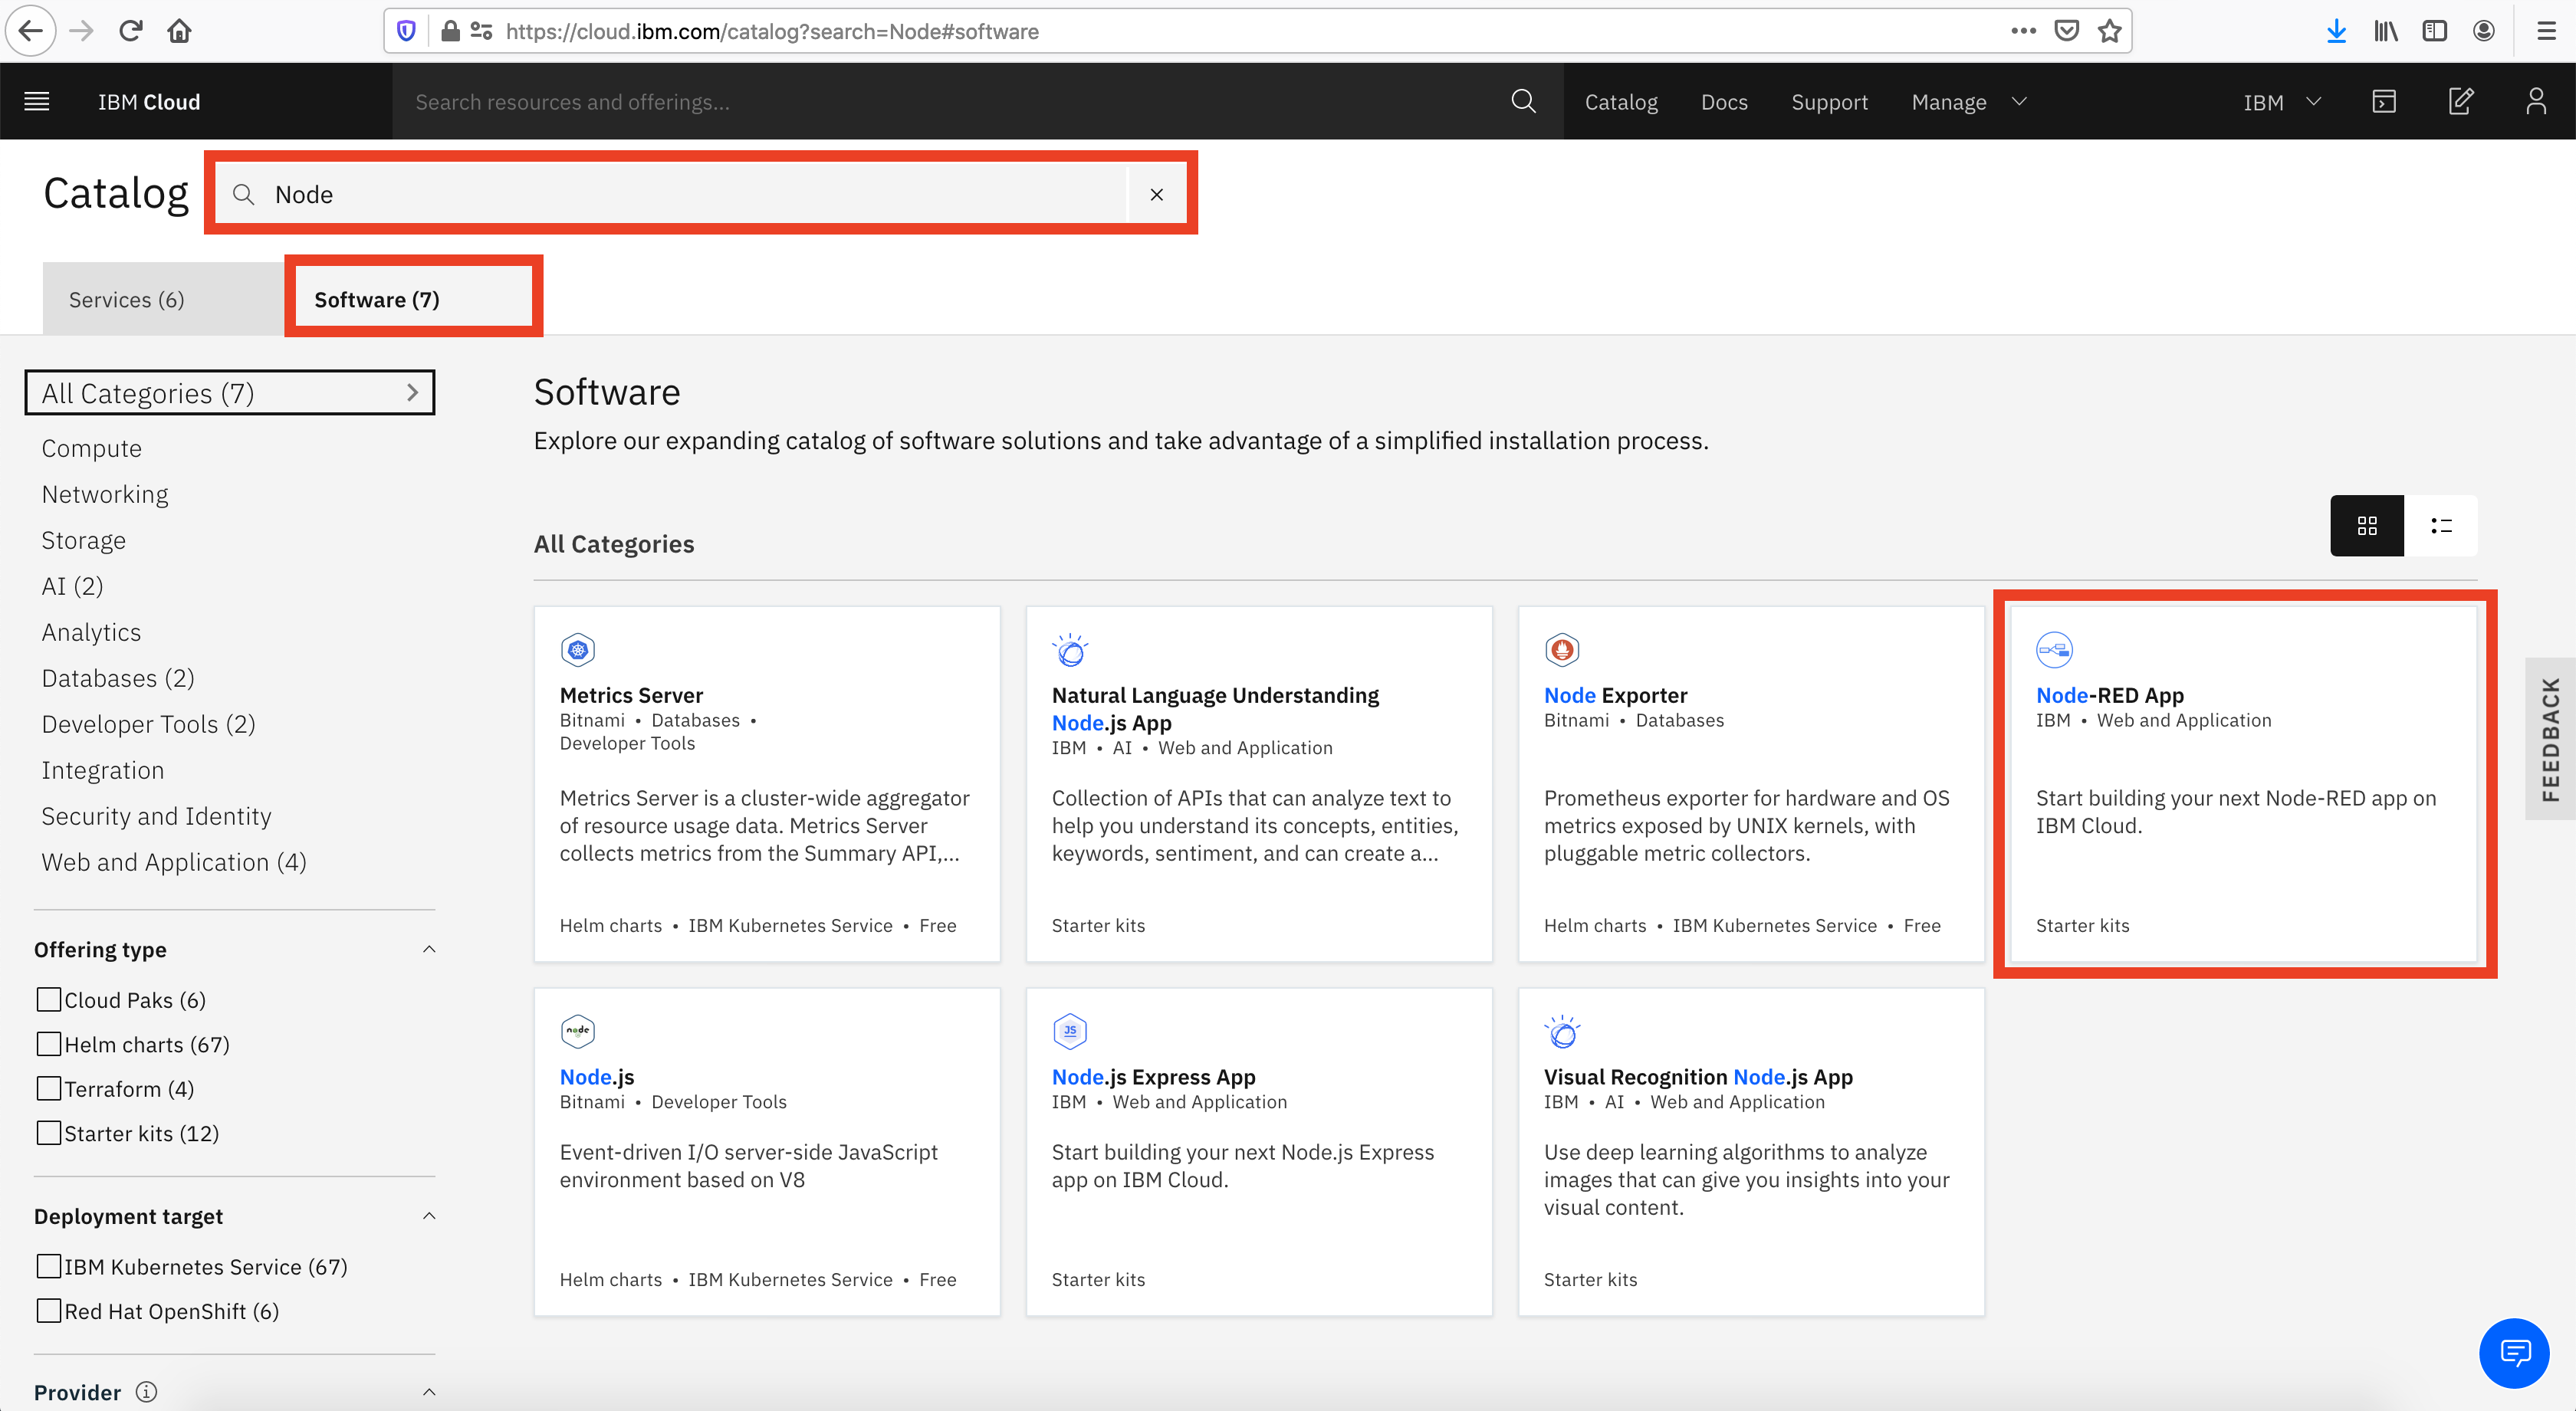 https://cloud.ibm.com/catalog?search=Node#software
IBM Cloud
Search resources and offerings...
Catalog
Docs
Support
Manage
IBM
Catalog
Node
Services (6)
Software (7)
All Categories (7)
Compute
Networking
Storage
AI (2)
Analytics
Databases (2)
Developer Tools (2)
Integration
Security and Identity
Web and Application (4)
Offering type
Cloud Paks (6)
Helm charts (67)
Terraform (4)
Starter kits (12)
Deployment target
IBM Kubernetes Service (67)
Red Hat OpenShift (6)
Provider
Software
Explore our expanding catalog of software solutions and take advantage of a simplified installation process.
All Categories
Metrics Server
Bitnami • Databases •
Developer Tools
Metrics Server is a cluster-wide aggregator
of resource usage data. Metrics Server
collects metrics from the Summary API,...
Helm charts • IBM Kubernetes Service • Free
Natural Language Understanding
Node.js App
IBM • AI • Web and Application
Collection of APIs that can analyze text to
help you understand its concepts, entities,
keywords, sentiment, and can create a...
Starter kits
Node Exporter
Bitnami • Databases
Prometheus exporter for hardware and OS
metrics exposed by UNIX kernels, with
pluggable metric collectors.
Helm charts • IBM Kubernetes Service • Free
Node-RED App
IBM • Web and Application
Start building your next Node-RED app on
IBM Cloud.
Starter kits
node
Node.js
Bitnami • Developer Tools
Event-driven I/O server-side JavaScript
environment based on V8
Helm charts • IBM Kubernetes Service • Free
JS
Node.js Express App
IBM • Web and Application
Start building your next Node.js Express
app on IBM Cloud.
Starter kits
Visual Recognition Node.js App
IBM • AI • Web and Application
Use deep learning algorithms to analyze
images that can give you insights into your
visual content.
Starter kits
FEEDBACK